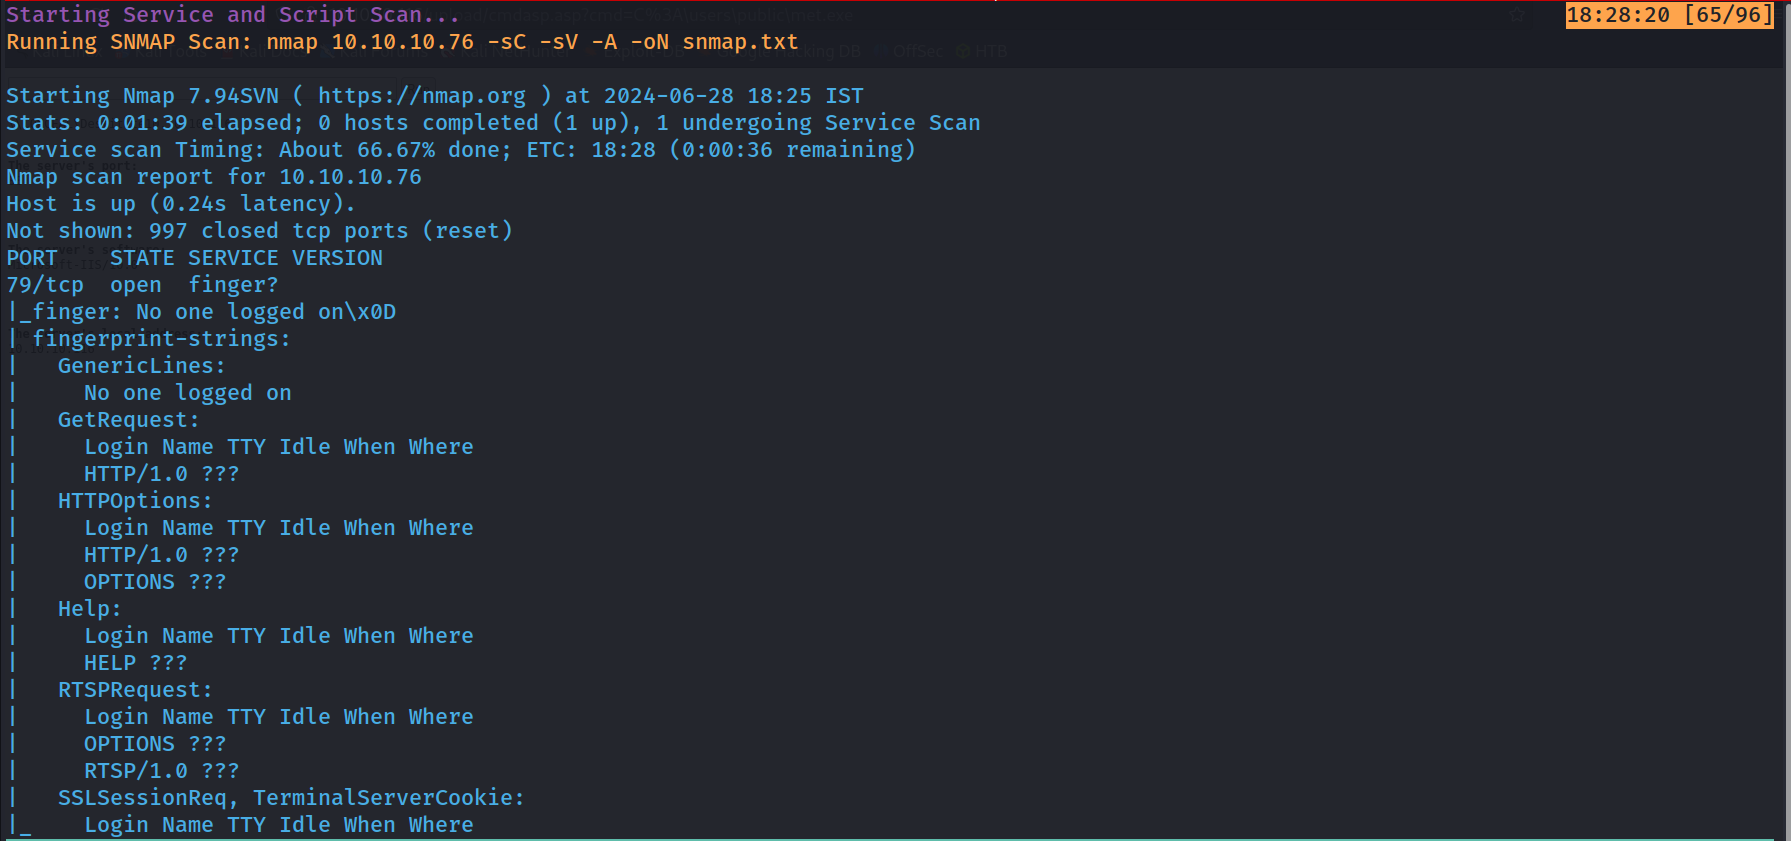 Starting Service and Script Scan...
18:28:20 [65/96]
Running SNMAP Scan: nmap 10.10.10.76 -sC -sV -A -oN snmap.txt
OffSec HTB
Starting Nmap 7.94SVN ( https://nmap.org ) at 2024-06-28 18:25 IST
Stats: 0:01:39 elapsed; 0 hosts completed (1 up), 1 undergoing Service Scan
Service scan Timing: About 66.67% done; ETC: 18:28 (0:00:36 remaining)
Nmap scan report for 10.10.10.76
Host is up (0.24s latency).
Not shown: 997 closed tcp ports (reset)
PORT    STATE SERVICE VERSION
79/tcp  open  finger?
|_finger: No one logged on\x0D
| fingerprint-strings:
|   GenericLines:
|     No one logged on
|   GetRequest:
|     Login Name TTY Idle When Where
|     HTTP/1.0 ???
|   HTTPOptions:
|     Login Name TTY Idle When Where
|     HTTP/1.0 ???
|     OPTIONS ???
|   Help:
|     Login Name TTY Idle When Where
|     HELP ???
|   RTSPRequest:
|     Login Name TTY Idle When Where
|     OPTIONS ???
|     RTSP/1.0 ???
|   SSLSessionReq, TerminalServerCookie:
|_    Login Name TTY Idle When Where